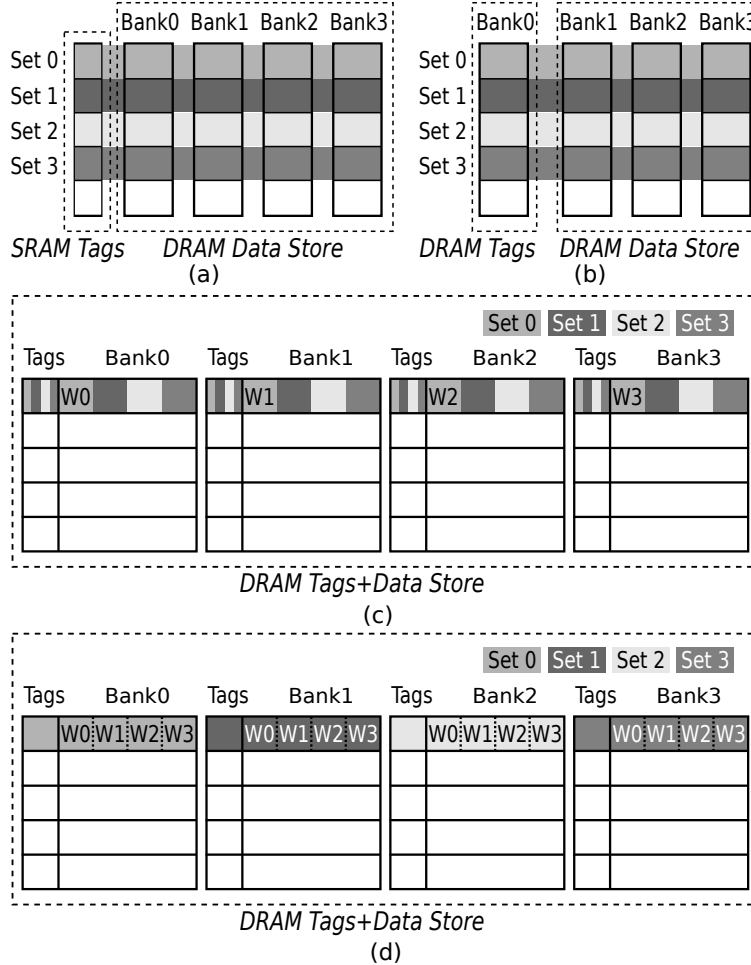 Bank0 Bank1 Bank2 Bank3
Set 0
Set 1
Set 2
Set 3
SRAM Tags DRAM Data Store
(a)
Bank0 Bank1 Bank2 Bank3
DRAM Tags DRAM Data Store
(b)
Set 0 Set 1 Set 2 Set 3
Tags Bank0 Tags Bank1 Tags Bank2 Tags Bank3
W0 W1 W2 W3
DRAM Tags+Data Store
(c)
Set 0 Set 1 Set 2 Set 3
Tags Bank0 Tags Bank1 Tags Bank2 Tags Bank3
W0 W1 W2 W3 W0 W1 W2 W3 W0 W1 W2 W3 W0 W1 W2 W3
DRAM Tags+Data Store
(d)
Set 0
Set 1
Set 2
Set 3